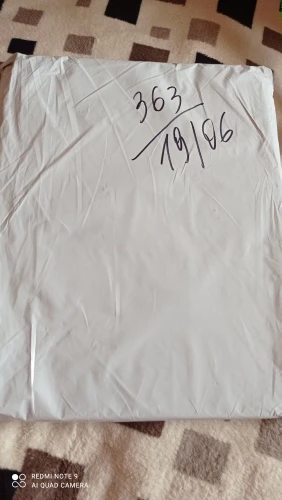 363
19/06
REDMI NOTE 9
AI QUAD CAMERA